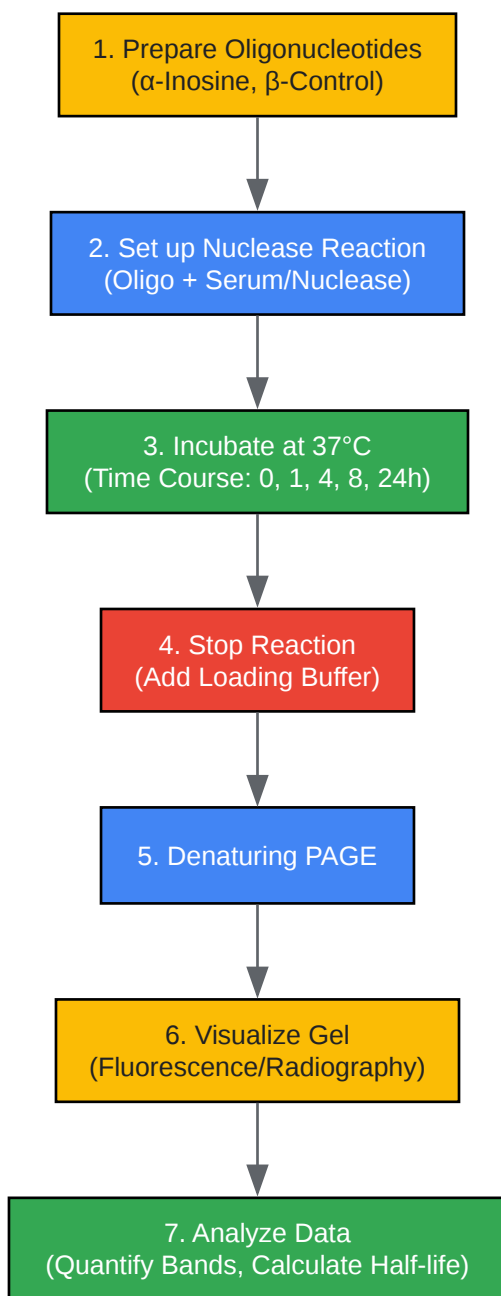 1. Prepare Oligonucleotides
(α-Inosine, β-Control)
2. Set up Nuclease Reaction
(Oligo + Serum/Nuclease)
3. Incubate at 37°C
(Time Course: 0, 1, 4, 8, 24h)
4. Stop Reaction
(Add Loading Buffer)
5. Denaturing PAGE
6. Visualize Gel
(Fluorescence/Radiography)
7. Analyze Data
(Quantify Bands, Calculate Half-life)